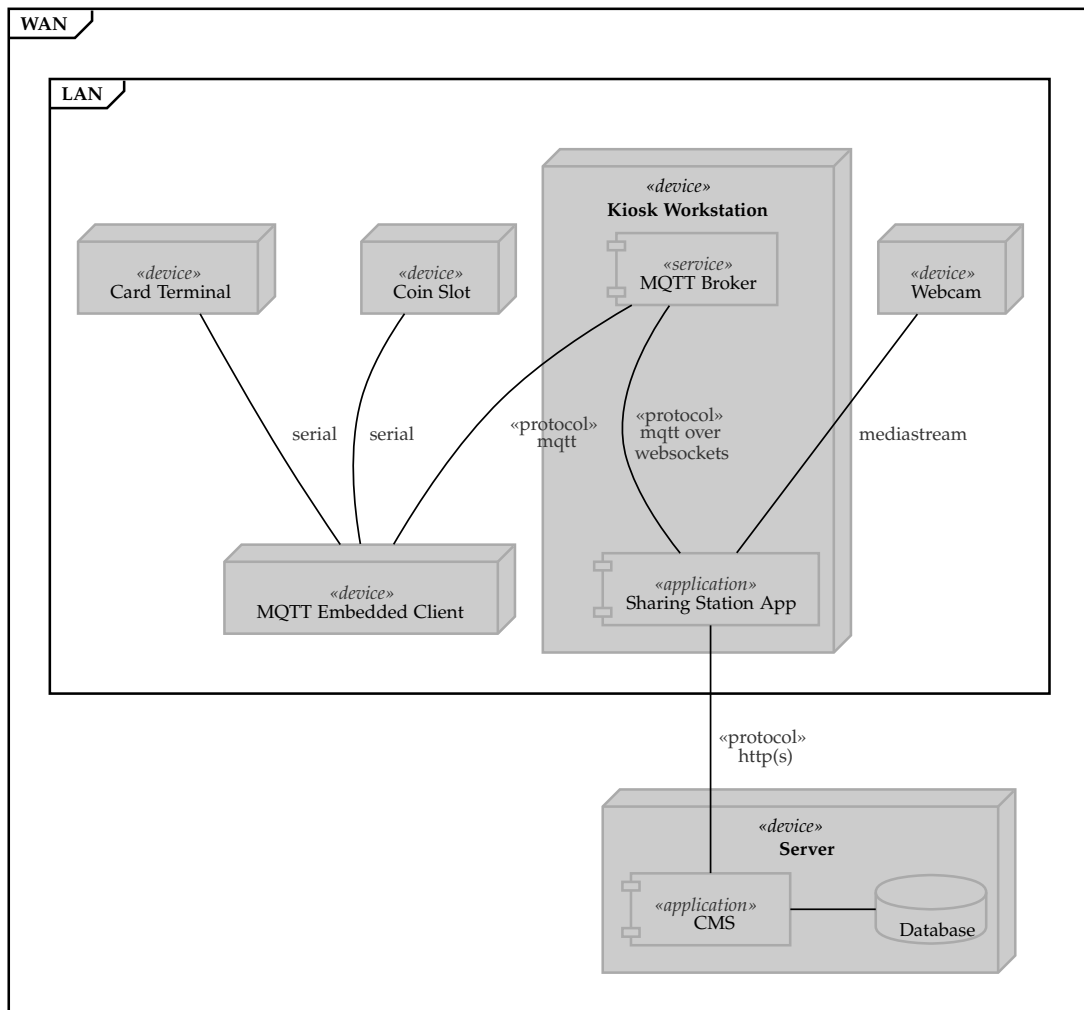 WAN
LAN
«device»
Kiosk Workstation
«device»
Card Terminal
«device»
Coin Slot
«service»
MQTT Broker
«device»
Webcam
serial
serial
«protocol»
mqtt
«protocol»
mqtt over
websockets
mediastream
«device»
MQTT Embedded Client
«application»
Sharing Station App
«protocol»
http(s)
«device»
Server
«application»
CMS
Database